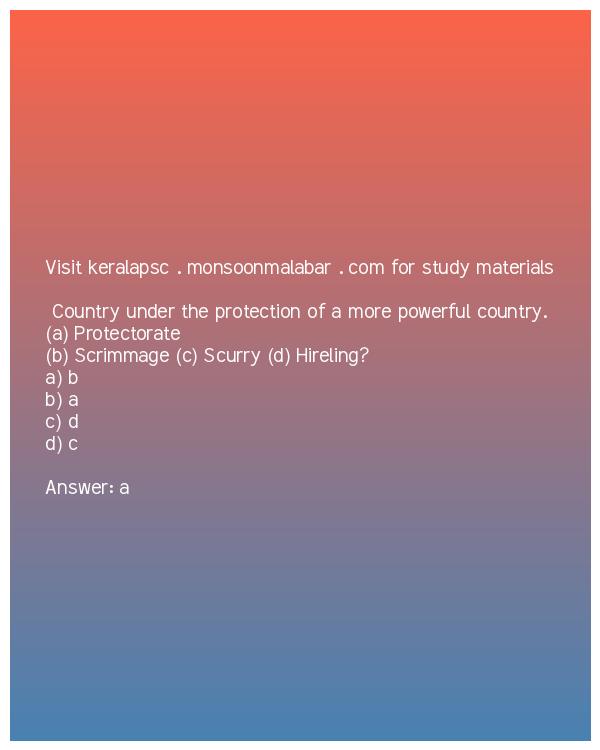 Visit keralapsc . monsoonmalabar . com for study materials
Country under the protection of a more powerful country.
(a) Protectorate
(b) Scrimmage (c) Scurry (d) Hireling?
a) b
b) a
c) d
d) c
Answer: a